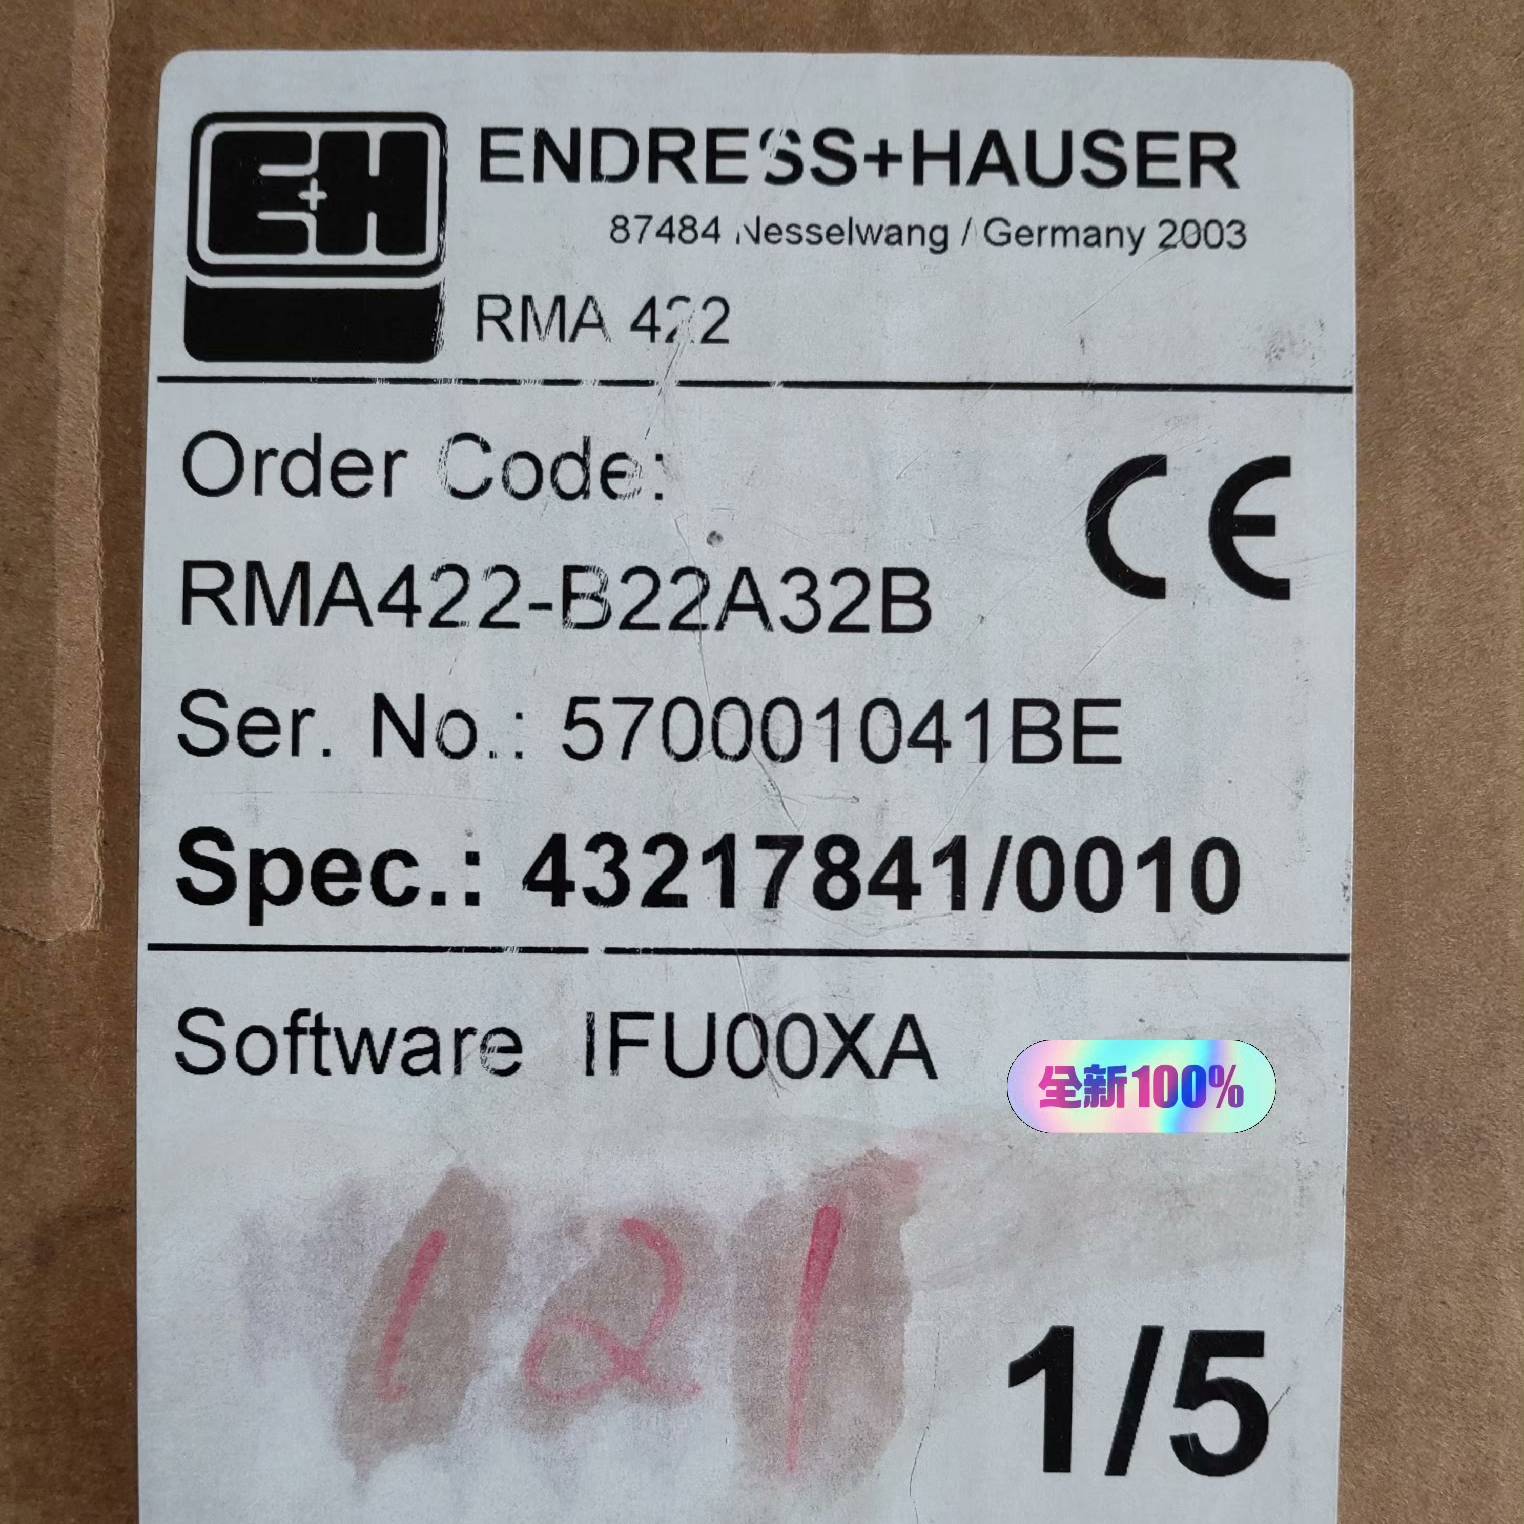 E+H
ENDRESS+HAUSER
87484 Nesselwang / Germany 2003
RMA 422
Order Code:
CE
RMA422-B22A32B
Ser. No.: 570001041BE
Spec.: 43217841/0010
Software IFU00XA
全新100%
121
1/5